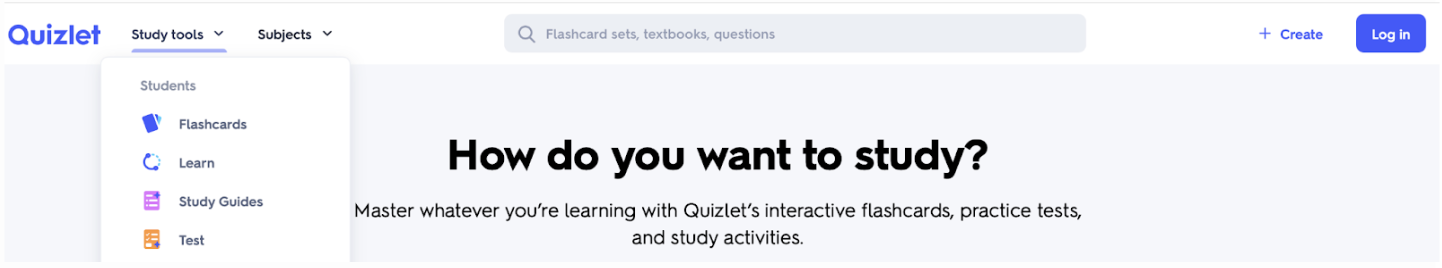 Quizlet
Study tools
Subjects
Flashcard sets, textbooks, questions
+ Create
Log in
Students
Flashcards
Learn
Study Guides
Test
How do you want to study?
Master whatever you’re learning with Quizlet’s interactive flashcards, practice tests,
and study activities.